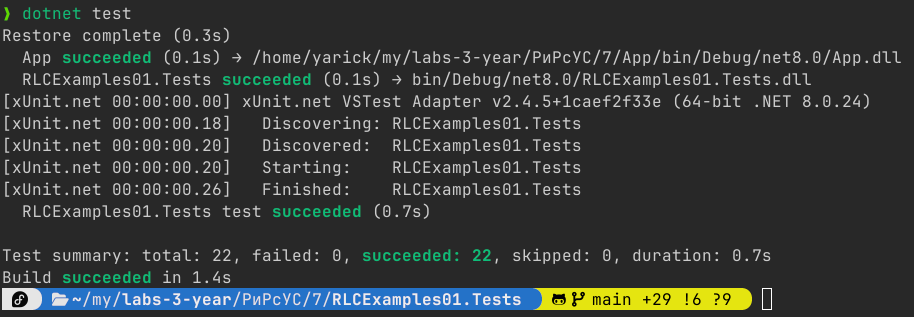 ❯ dotnet test
Restore complete (0.3s)
  App succeeded (0.1s) → /home/yarick/my/labs-3-year/РиРсУС/7/App/bin/Debug/net8.0/App.dll
  RLCExamples01.Tests succeeded (0.1s) → bin/Debug/net8.0/RLCExamples01.Tests.dll
[xUnit.net 00:00:00.00] xUnit.net VSTest Adapter v2.4.5+1caef2f33e (64-bit .NET 8.0.24)
[xUnit.net 00:00:00.18]   Discovering: RLCExamples01.Tests
[xUnit.net 00:00:00.20]   Discovered:  RLCExamples01.Tests
[xUnit.net 00:00:00.20]   Starting:    RLCExamples01.Tests
[xUnit.net 00:00:00.26]   Finished:    RLCExamples01.Tests
  RLCExamples01.Tests test succeeded (0.7s)
Test summary: total: 22, failed: 0, succeeded: 22, skipped: 0, duration: 0.7s
Build succeeded in 1.4s
~/my/labs-3-year/РиРсУС/7/RLCExamples01.Tests main +29 !6 ?9